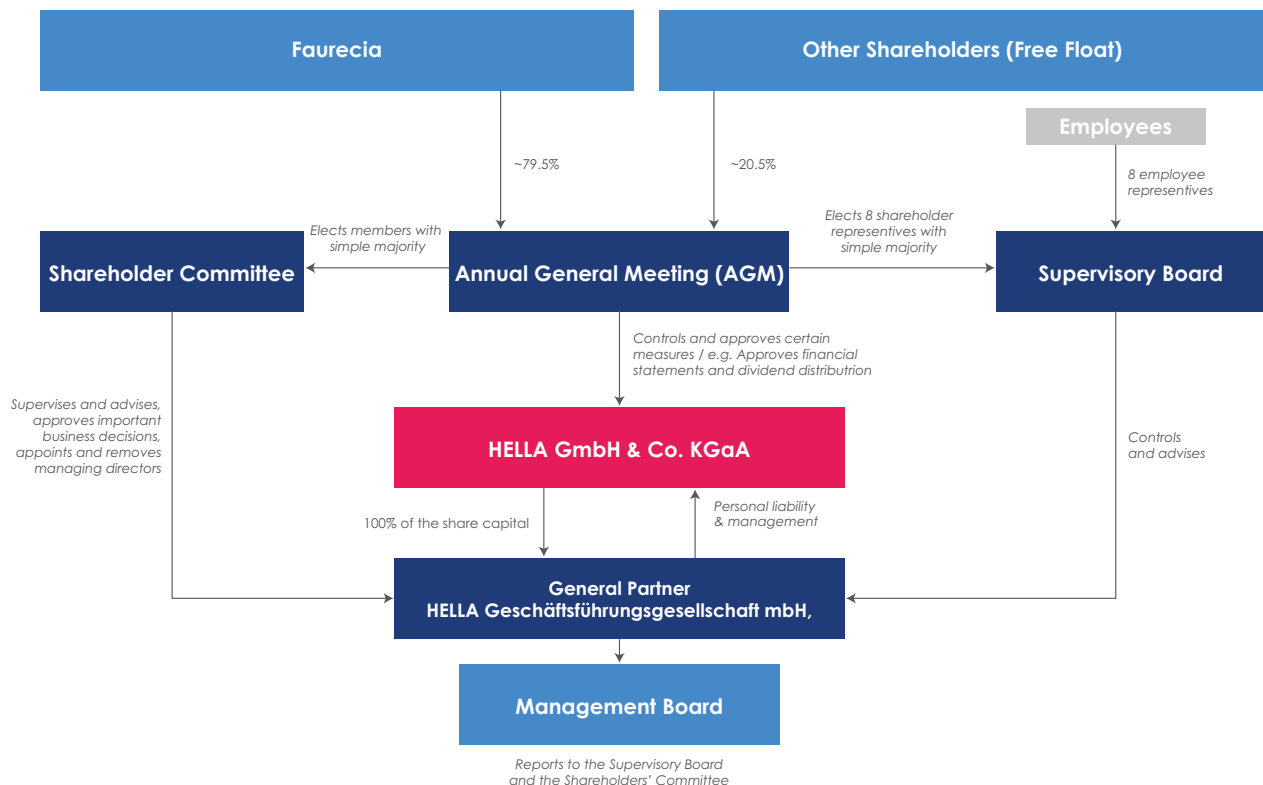 Faurecia
Other Shareholders (Free Float)
Employees
~79.5%
~20.5%
8 employee
representives
Elects members with
simple majority
Elects 8 shareholder
representives with
simple majority
Shareholder Committee
Annual General Meeting (AGM)
Supervisory Board
Controls and approves certain
measures / e.g. Approves financial
statements and dividend distribution
Supervises and advises,
approves important
business decisions,
appoints and removes
managing directors
HELLA GmbH & Co. KGaA
Controls
and advises
100% of the share capital
Personal liability
& management
General Partner
HELLA Geschäftsführungsgesellschaft mbH,
Management Board
Reports to the Supervisory Board
and the Shareholders' Committee